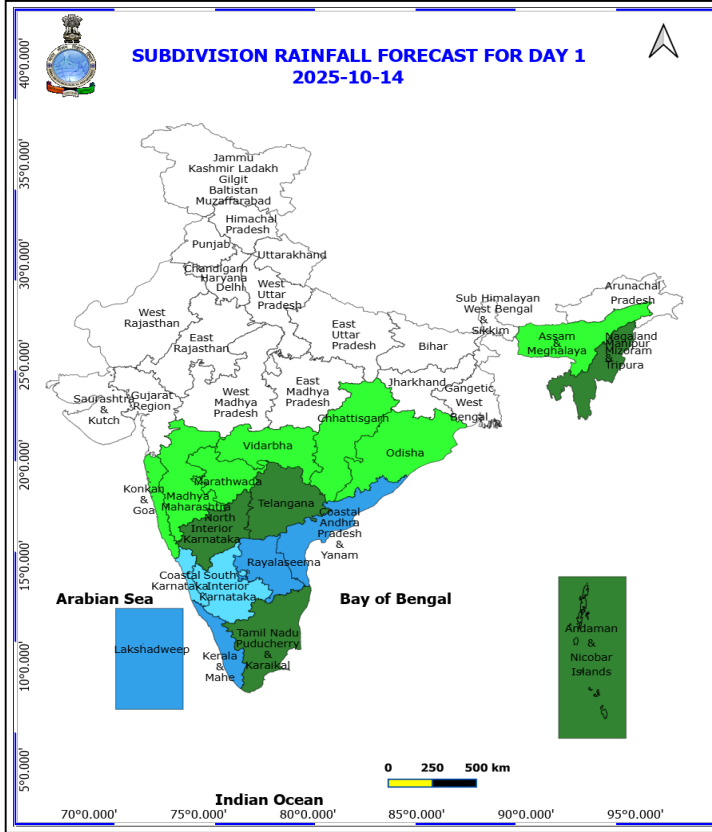 SUBDIVISION RAINFALL FORECAST FOR DAY 1
2025-10-14
40°0.000'
35°0.000'
30°0.000'
25°0.000'
20°0.000'
15°0.000'
10°0.000'
5°0.000'
Jammu
Kashmir Ladakh
Gilgit
Baltistan
Muzaffarabad
Himachal
Pradesh
Punjab
Uttarakhand
Chandigarh
Haryana
Delhi
West
Uttar
Pradesh
West
Rajasthan
East
Rajasthan
East
Uttar
Pradesh
Bihar
Sub Himalayan
West Bengal
&
Sikkim
Arunachal
Pradesh
Assam
&
Meghalaya
Nagaland
Manipur
Mizoram
&
Tripura
Saurashtra
&
Kutch
Gujarat
Region
West
Madhya
Pradesh
East
Madhya
Pradesh
Jharkhand
Gangetic
West
Bengal
Chhattisgarh
Odisha
Vidarbha
Marathwada
Madhya
Maharashtra
Konkan
&
Goa
Telangana
North
Interior
Karnataka
Coastal
Andhra
Pradesh
&
Yanam
Rayalaseema
Coastal
Karnataka
South
Interior
Karnataka
Arabian Sea
Bay of Bengal
Lakshadweep
Kerala
&
Mahe
Tamil Nadu
Puducherry
&
Karaikal
Andaman
&
Nicobar
Islands
0 250 500 km
Indian Ocean
70°0.000' 75°0.000' 80°0.000' 85°0.000' 90°0.000' 95°0.000'